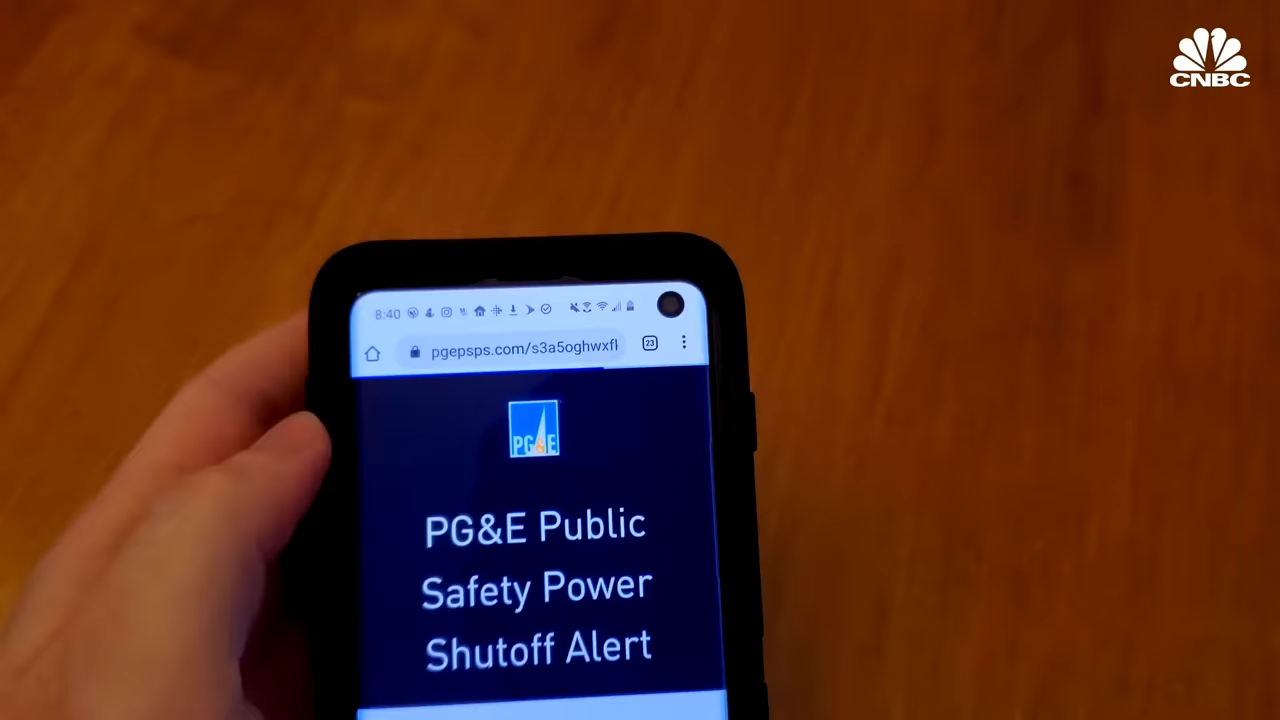 CNBC
8:40
23
pgepsps.com/s3a5oghwxfl
PG&E
PG&E Public
Safety Power
Shutoff Alert